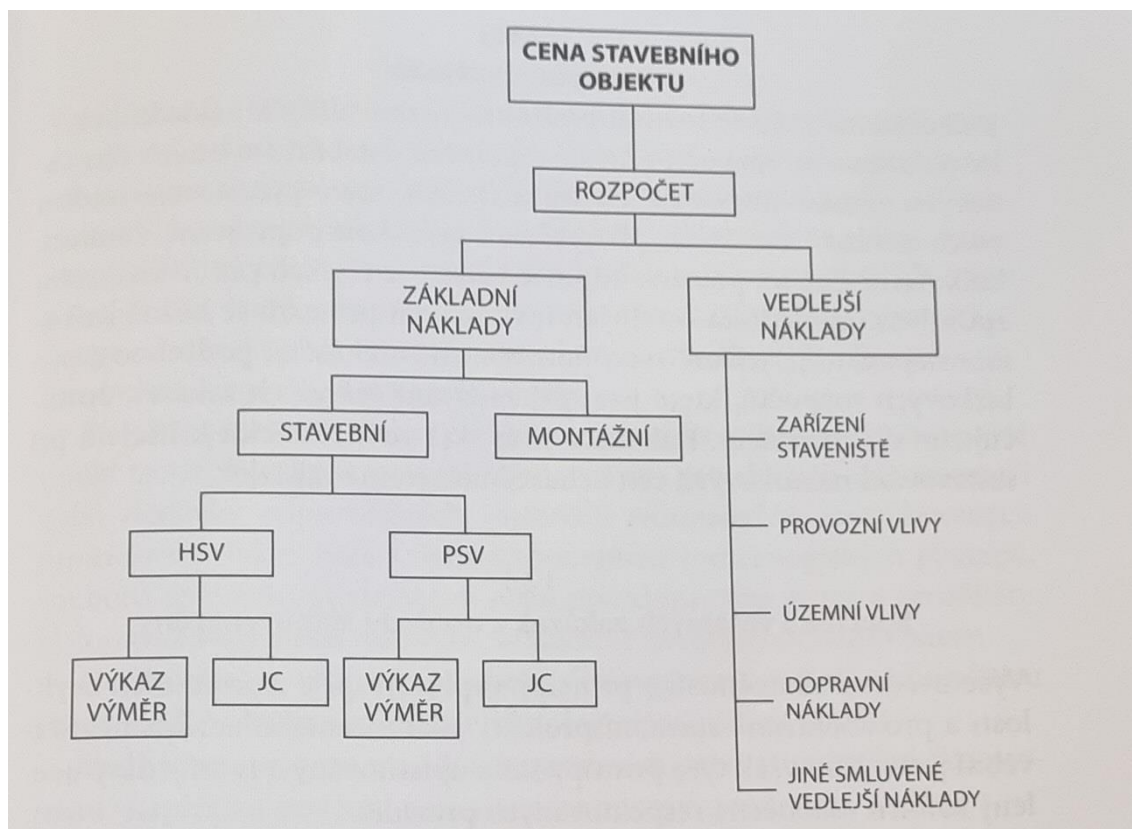 CENA STAVEBNÍHO
OBJEKTU
ROZPOČET
ZÁKLADNÍ
NÁKLADY
VEDLEJŠÍ
NÁKLADY
STAVEBNÍ
MONTÁŽNÍ
ZAŘÍZENÍ
STAVENIŠTĚ
PROVOZNÍ VLIVY
HSV
PSV
ÚZEMNÍ VLIVY
VÝKAZ
VÝMĚR
JC
VÝKAZ
VÝMĚR
JC
DOPRAVNÍ
NÁKLADY
JINÉ SMLUVENÉ
VEDLEJŠÍ NÁKLADY